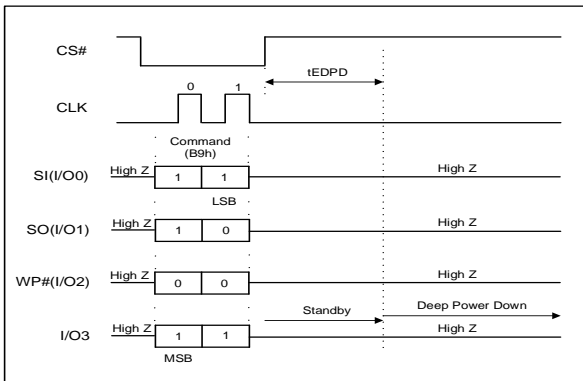 CS#
tEDPD
0 1
CLK
Command
(B9h)
SI(I/O0) High Z 1 1 High Z
LSB
SO(I/O1) High Z 1 0 High Z
WP#(I/O2) High Z 0 0 High Z
Standby Deep Power Down
I/O3 High Z 1 1 High Z
MSB